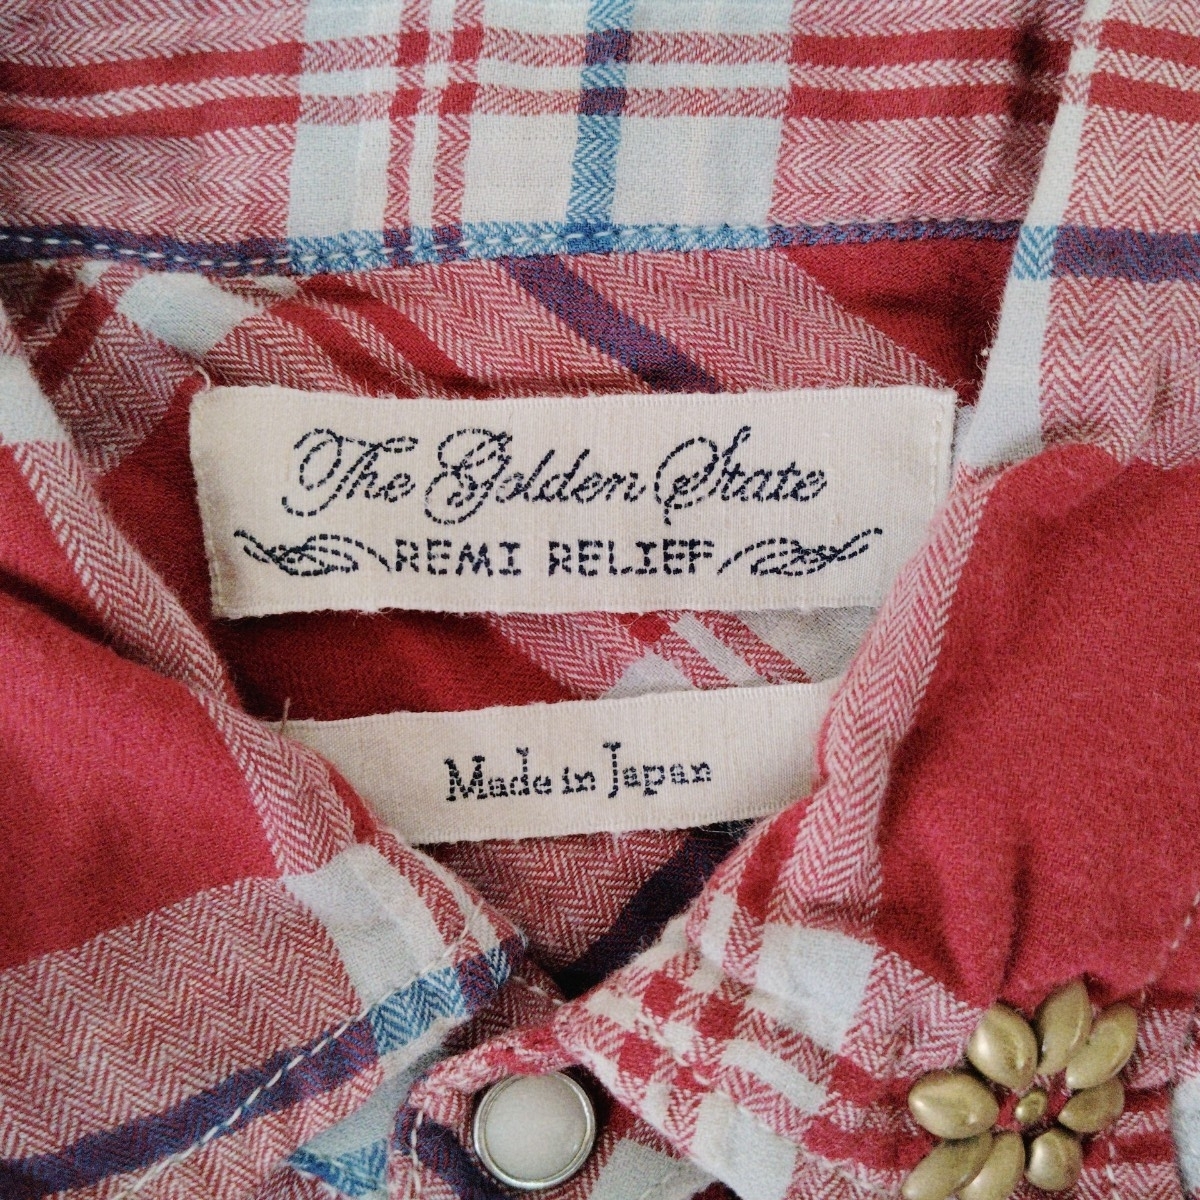 The Golden State
REMI RELIEF
Made in Japan